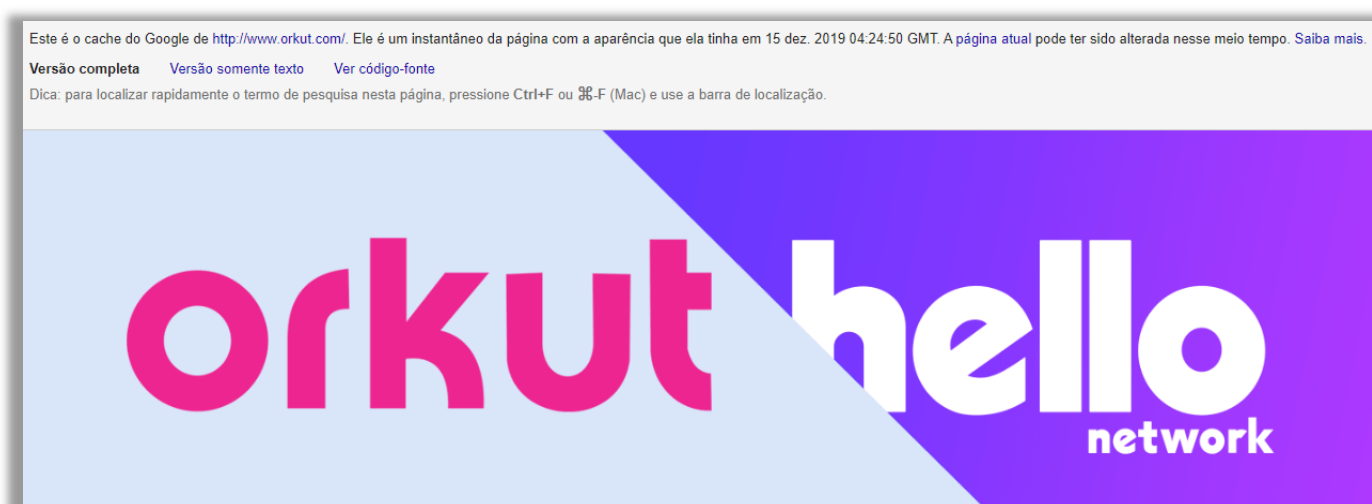 Este é o cache do Google de http://www.orkut.com/. Ele é um instantâneo da página com a aparência que ela tinha em 15 dez. 2019 04:24:50 GMT. A página atual pode ter sido alterada nesse meio tempo. Saiba mais.
Versão completa Versão somente texto Ver código-fonte
Dica: para localizar rapidamente o termo de pesquisa nesta página, pressione Ctrl+F ou ⌘-F (Mac) e use a barra de localização.
orkut hello
network